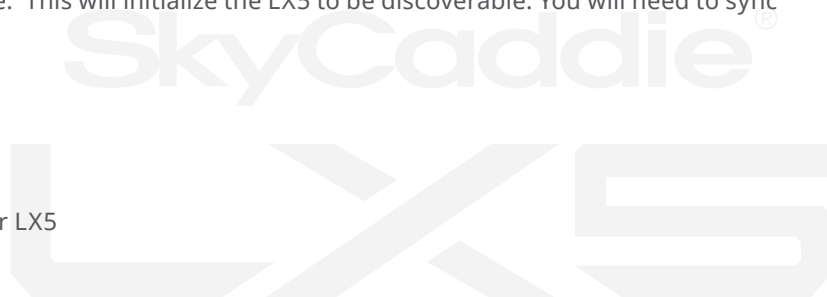 e. This will initialize the LX5 to be discoverable. You will need to sync
SkyCaddie®
r LX5
LX5